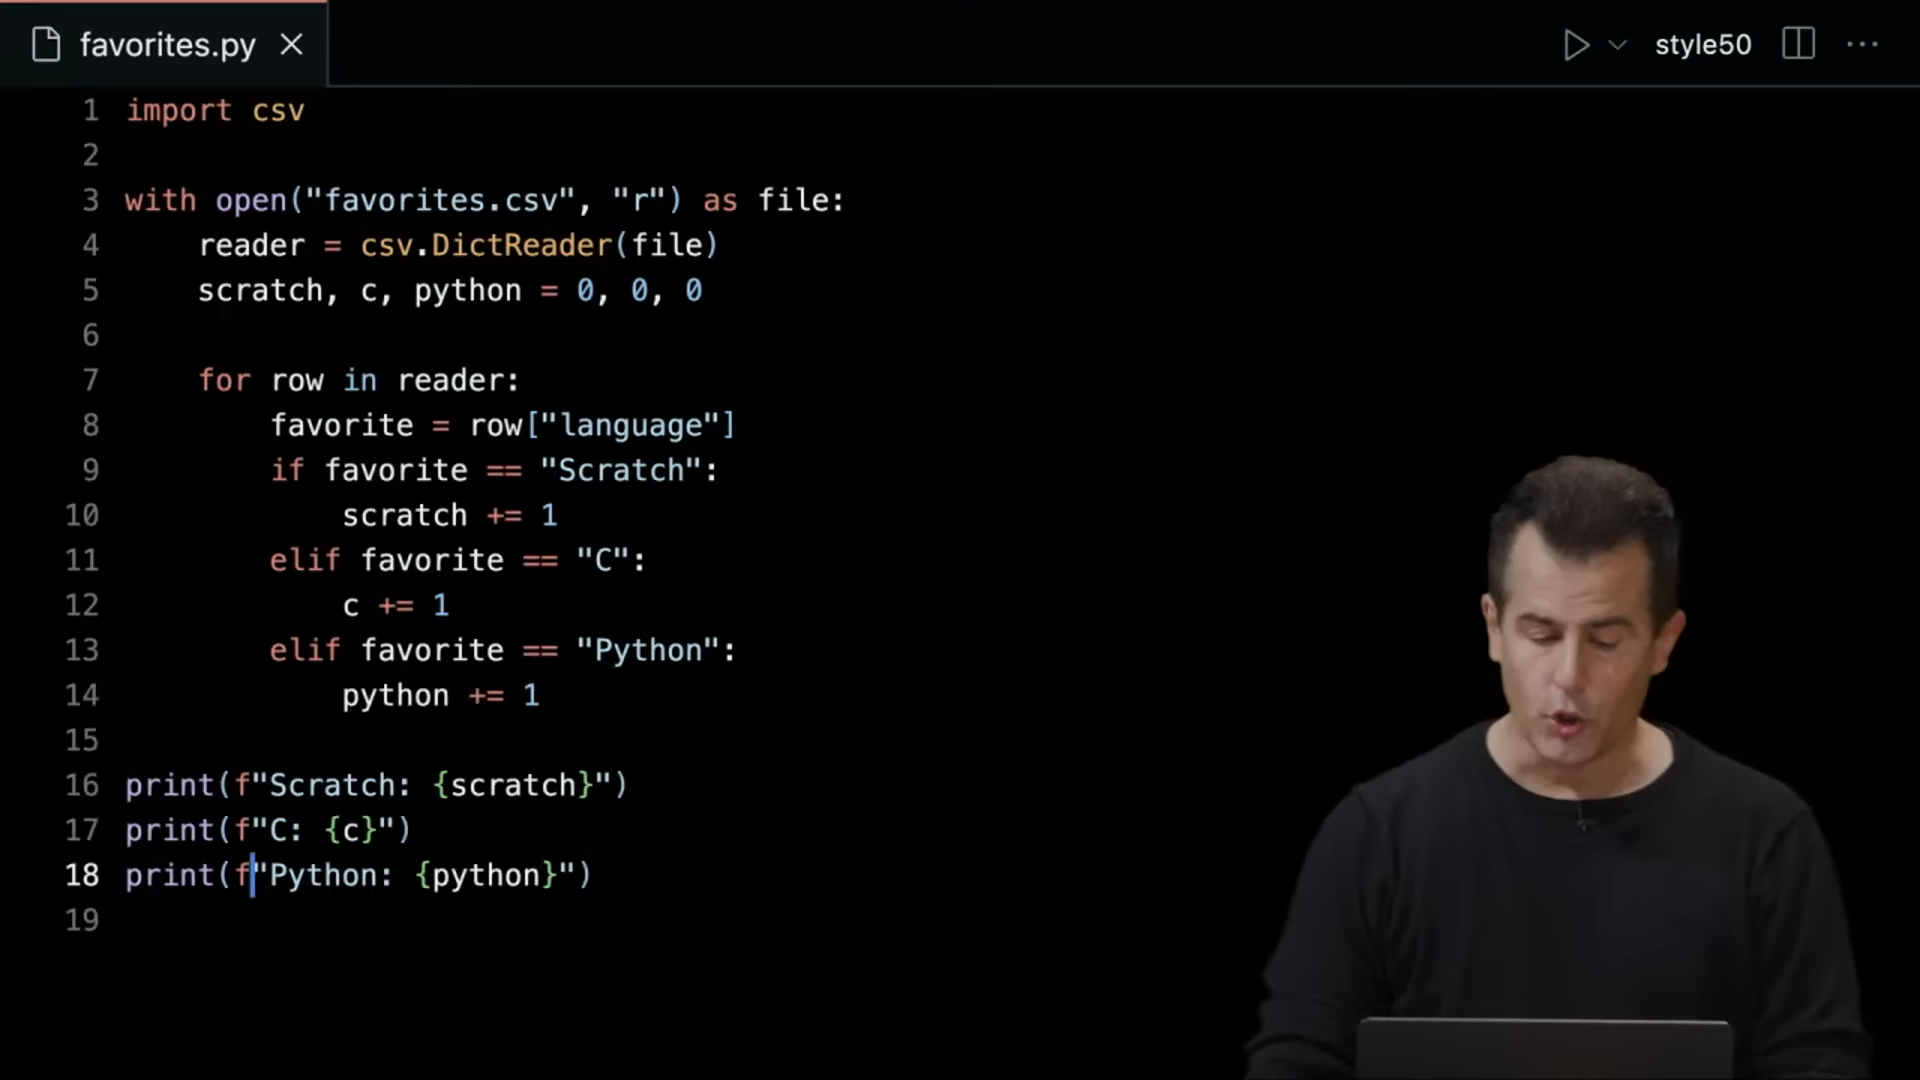 favorites.py
style50
1 import csv
2
3 with open("favorites.csv", "r") as file:
4     reader = csv.DictReader(file)
5     scratch, c, python = 0, 0, 0
6
7     for row in reader:
8         favorite = row["language"]
9         if favorite == "Scratch":
10             scratch += 1
11         elif favorite == "C":
12             c += 1
13         elif favorite == "Python":
14             python += 1
15
16 print(f"Scratch: {scratch}")
17 print(f"C: {c}")
18 print(f"Python: {python}")
19